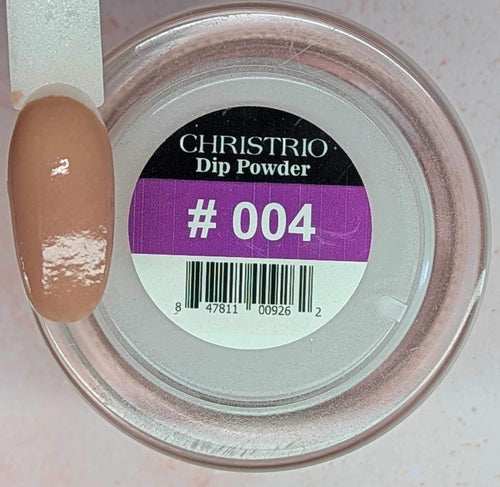 CHRISTRIO
Dip Powder
# 004
8 47811 00926 2